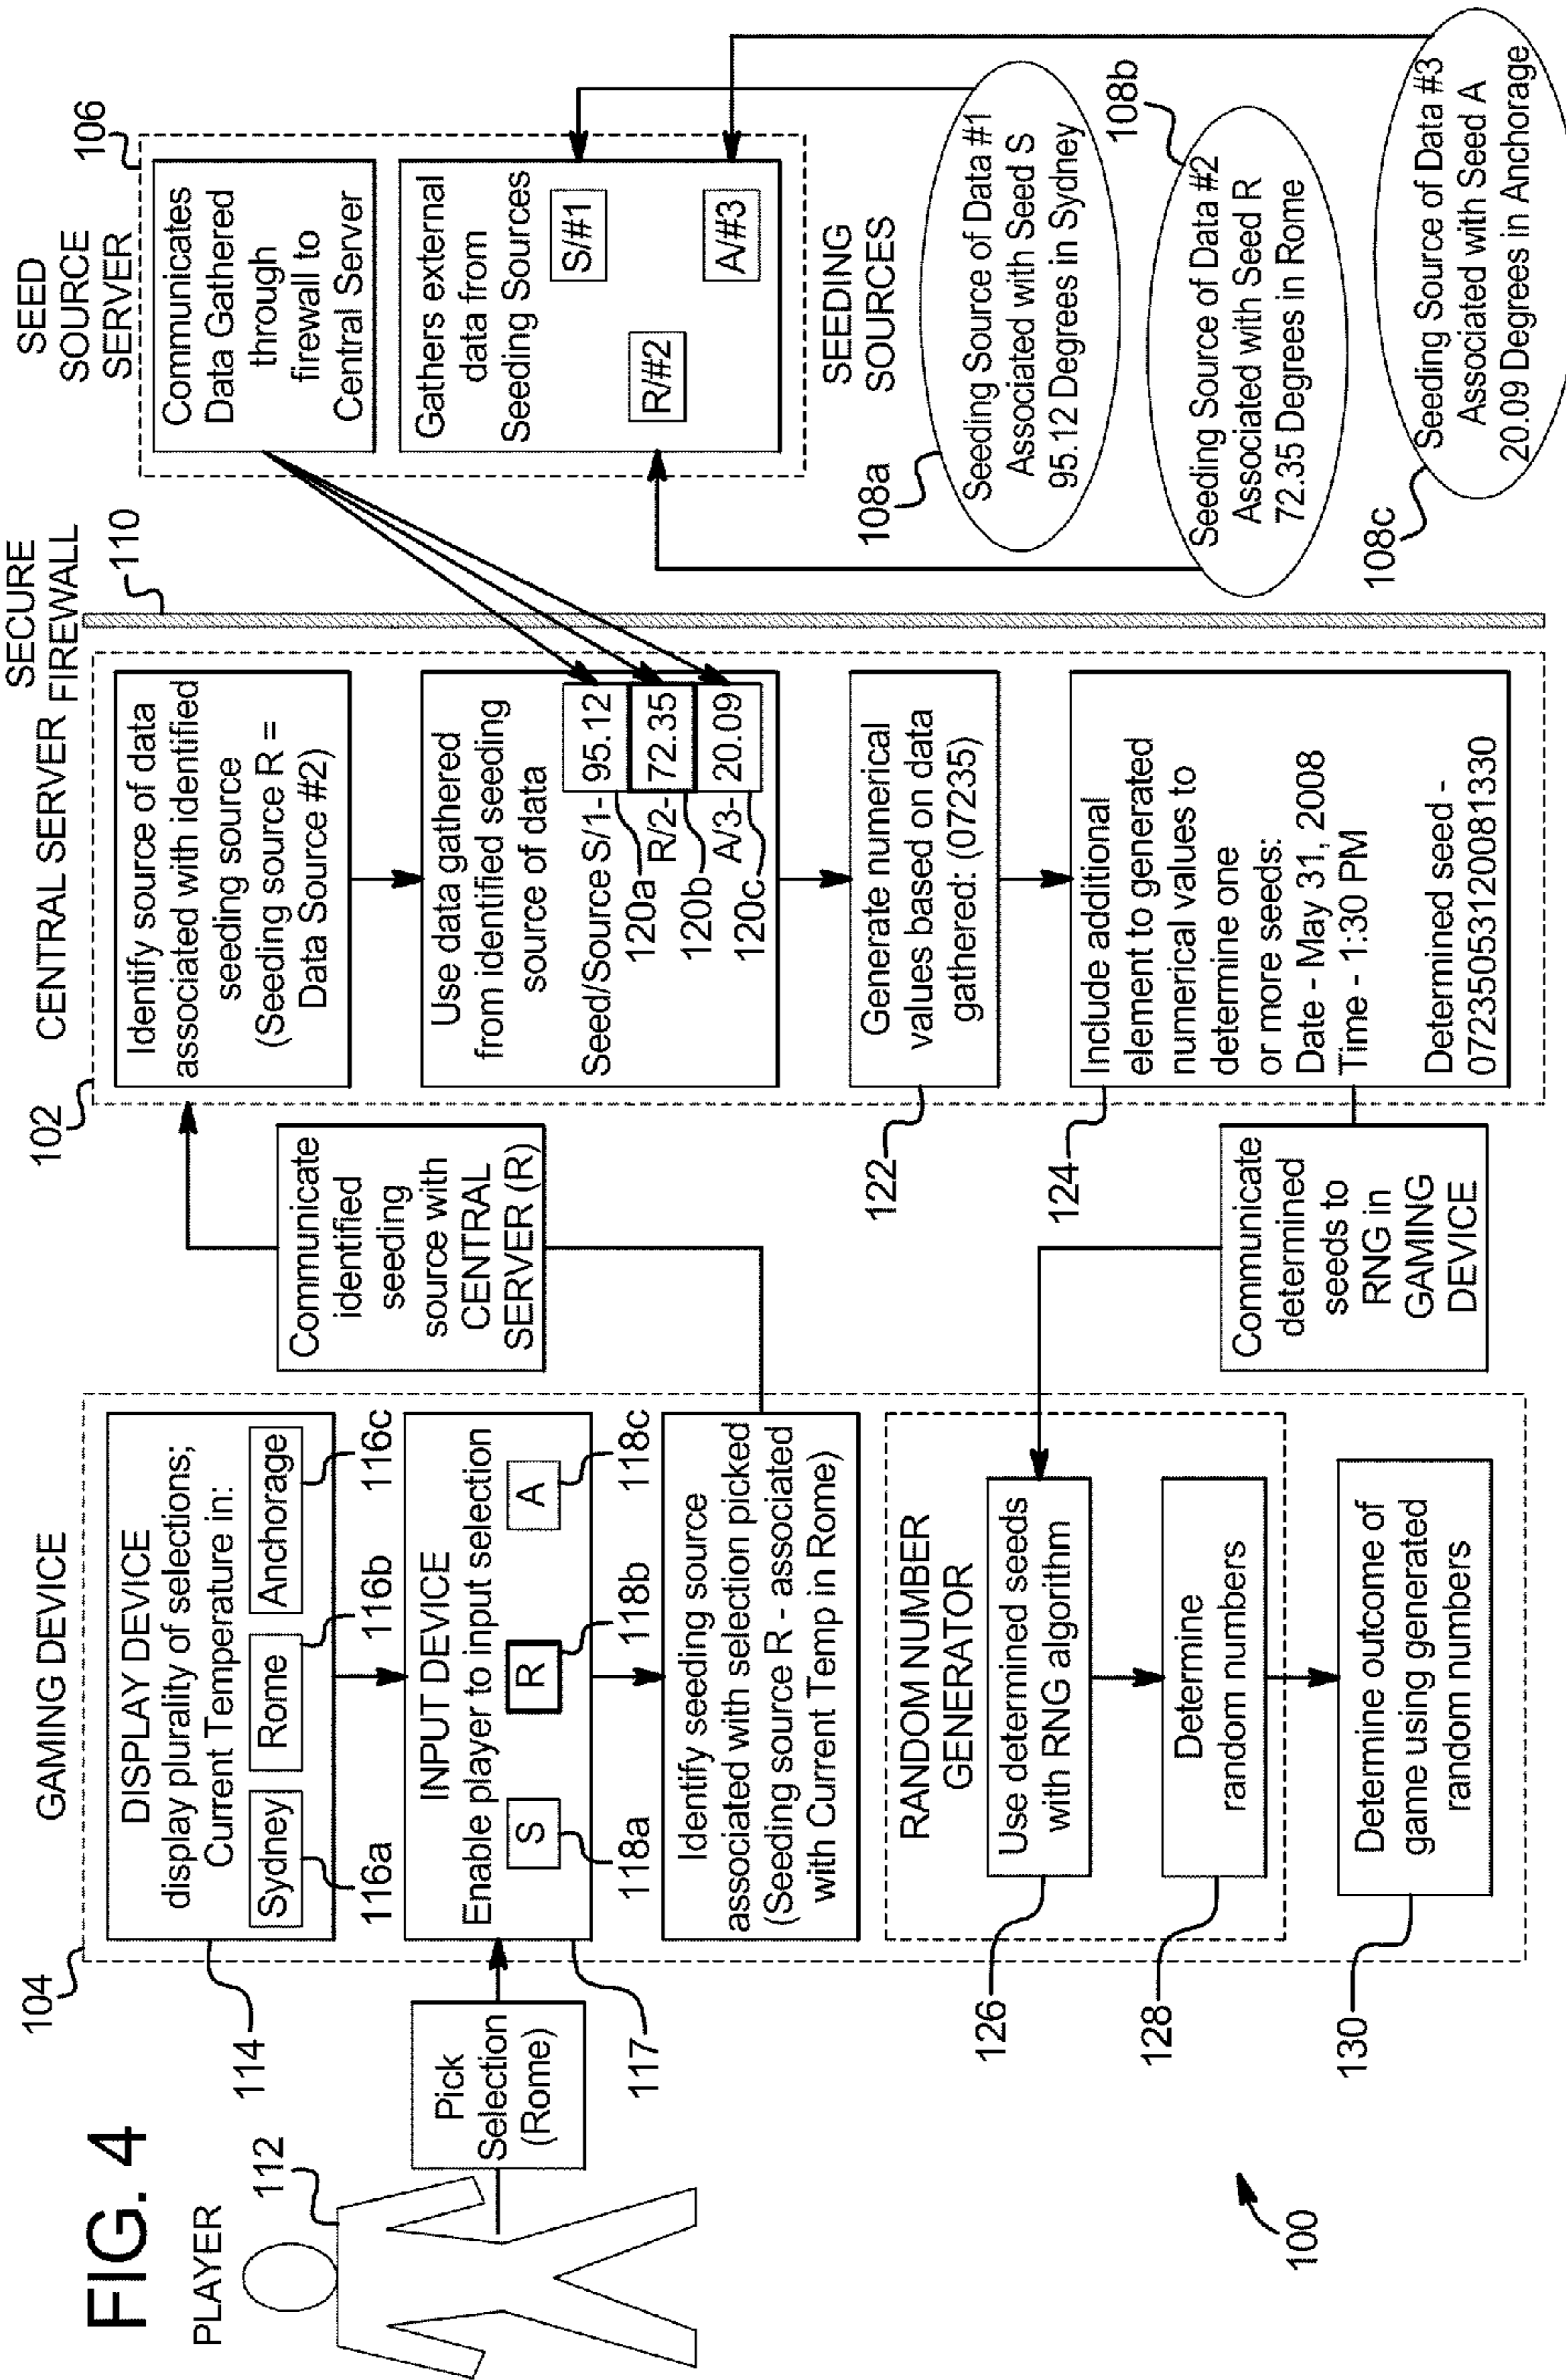 FIG. 4
PLAYER
112
Pick
Selection
(Rome)
100
GAMING DEVICE
104
DISPLAY DEVICE
display plurality of selections;
Current Temperature in:
Sydney
Rome
Anchorage
114
116a
116b
116c
INPUT DEVICE
Enable player to input selection
S
R
A
117
118a
118b
118c
Identify seeding source
associated with selection picked
(Seeding source R - associated
with Current Temp in Rome)
RANDOM NUMBER
GENERATOR
Use determined seeds
with RNG algorithm
126
Determine
random numbers
128
Determine outcome of
game using generated
random numbers
130
Communicate
identified
seeding
source with
CENTRAL
SERVER (R)
Communicate
determined
seeds to
RNG in
GAMING
DEVICE
CENTRAL SERVER
102
Identify source of data
associated with identified
seeding source
(Seeding source R =
Data Source #2)
Use data gathered
from identified seeding
source of data
Seed/Source S/1- 95.12
R/2- 72.35
A/3- 20.09
120a
120b
120c
Generate numerical
values based on data
gathered: (07235)
122
Include additional
element to generated
numerical values to
determine one
or more seeds:
Date - May 31, 2008
Time - 1:30 PM
Determined seed -
07235053120081330
124
SECURE
FIREWALL
110
SEED
SOURCE
SERVER
106
Communicates
Data Gathered
through
firewall to
Central Server
Gathers external
data from
Seeding Sources
S/#1
R/#2
A/#3
SEEDING
SOURCES
108a
Seeding Source of Data #1
Associated with Seed S
95.12 Degrees in Sydney
108b
Seeding Source of Data #2
Associated with Seed R
72.35 Degrees in Rome
108c
Seeding Source of Data #3
Associated with Seed A
20.09 Degrees in Anchorage